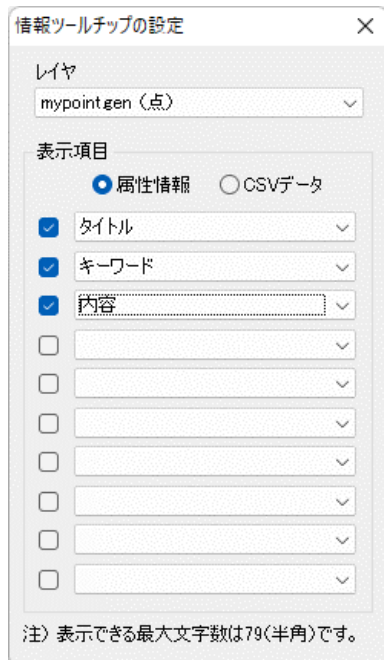 情報ツールチップの設定
レイヤ
mypointgen（点）
表示項目
属性情報 CSVデータ
タイトル
キーワード
内容
注）表示できる最大文字数は79(半角)です。